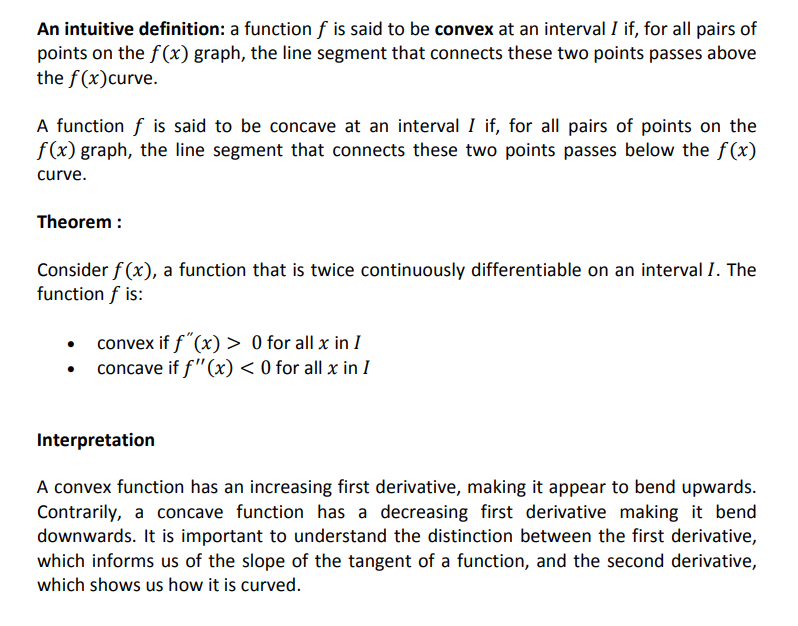 An intuitive definition: a function f is said to be convex at an interval I if, for all pairs of
points on the f(x) graph, the line segment that connects these two points passes above
the f(x)curve.
A function f is said to be concave at an interval I if, for all pairs of points on the
f(x) graph, the line segment that connects these two points passes below the f(x)
curve.
Theorem :
Consider f(x), a function that is twice continuously differentiable on an interval I. The
function f is:
• convex if f″(x) > 0 for all x in I
• concave if f′′(x) < 0 for all x in I
Interpretation
A convex function has an increasing first derivative, making it appear to bend upwards.
Contrarily, a concave function has a decreasing first derivative making it bend
downwards. It is important to understand the distinction between the first derivative,
which informs us of the slope of the tangent of a function, and the second derivative,
which shows us how it is curved.